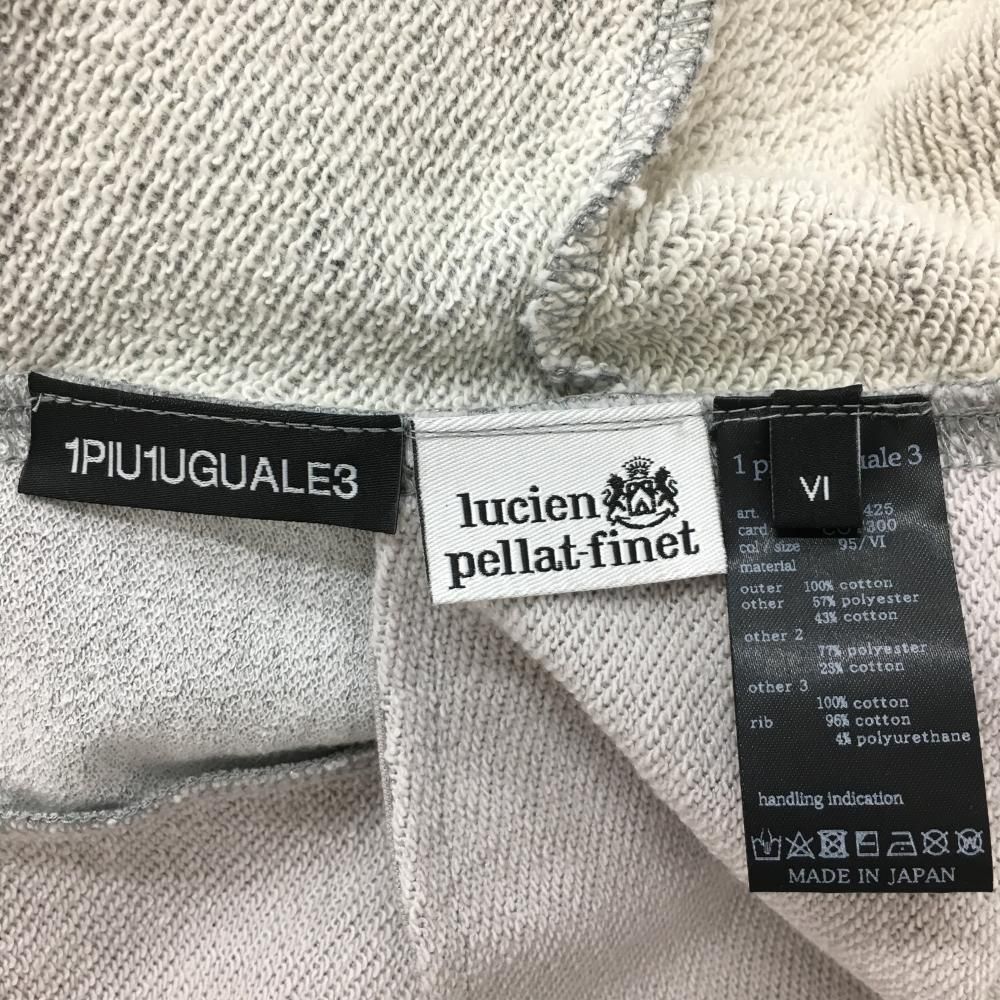 1PIU1UGUALE3
lucien
pellat-finet
VI
1 p uale 3
art. 425
card 300
col / size 95/VI
material
outer 100% cotton
other 57% polyester
43% cotton
other 2
77% polyester
23% cotton
other 3
100% cotton
rib 96% cotton
4% polyurethane
handling indication
MADE IN JAPAN